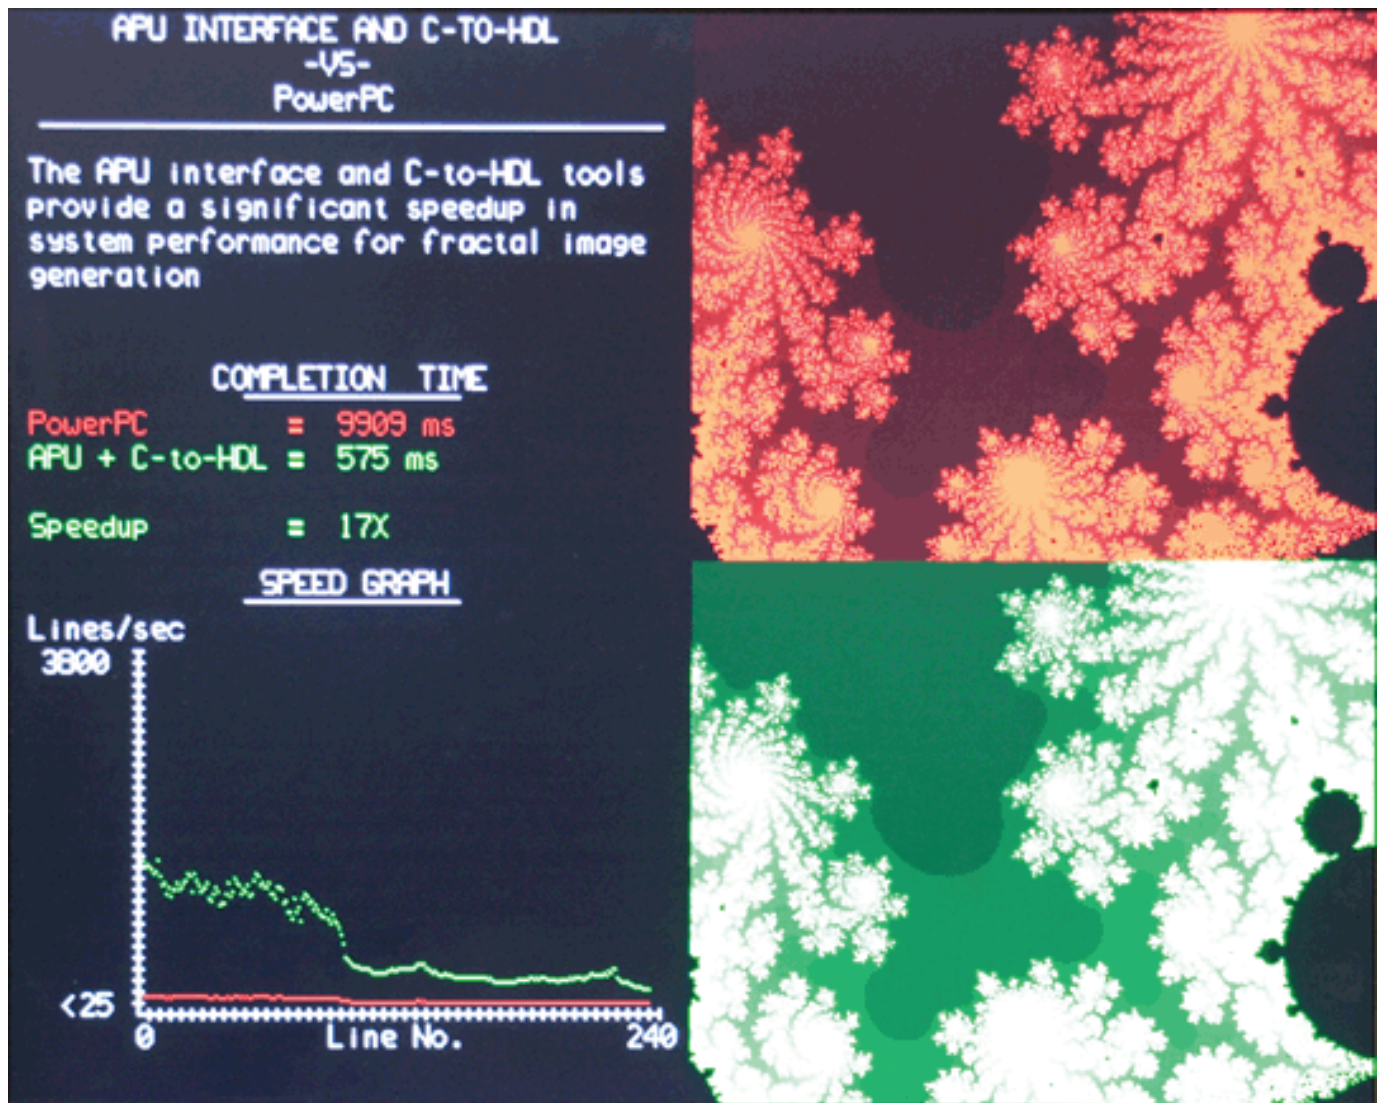 APU INTERFACE AND C-TO-HDL
-VS-
PowerPC
The APU interface and C-to-HDL tools
provide a significant speedup in
system performance for fractal image
generation
COMPLETION TIME
PowerPC = 9909 ms
APU + C-to-HDL = 575 ms
Speedup = 17X
SPEED GRAPH
Lines/sec
3800
<25
0 Line No. 240